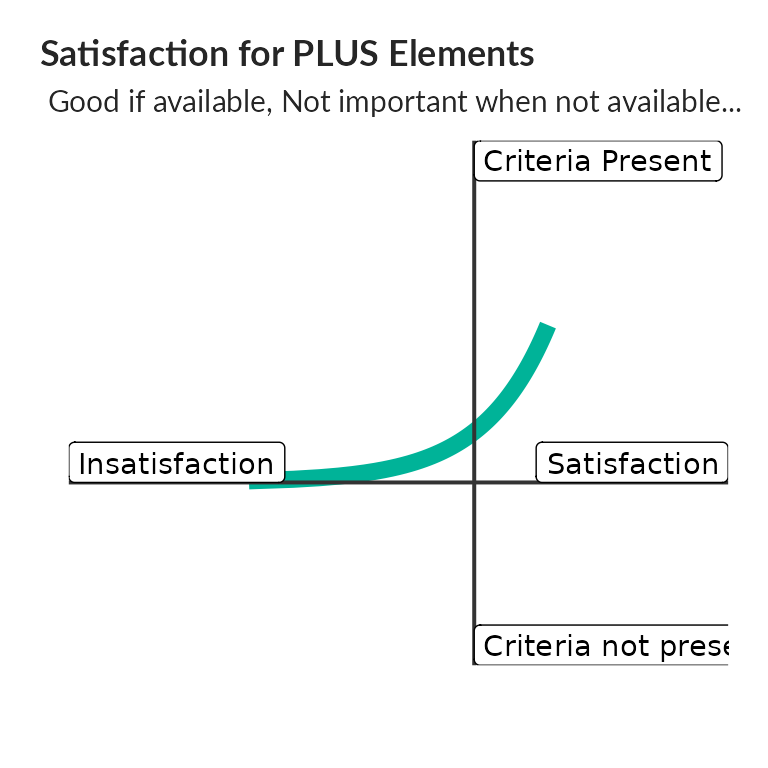 Satisfaction for PLUS Elements
Good if available, Not important when not available...
Criteria Present
Insatisfaction
Satisfaction
Criteria not prese